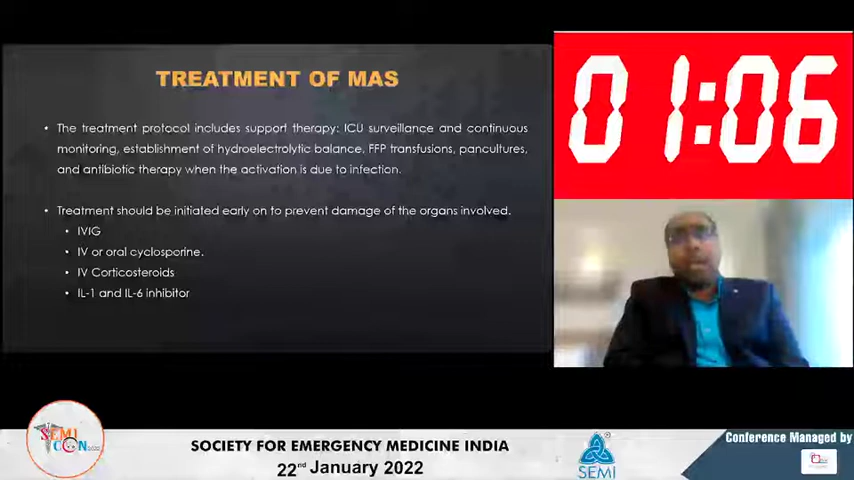 TREATMENT OF MAS
• The treatment protocol includes support therapy: ICU surveillance and continuous
monitoring, establishment of hydroelectrolytic balance, FFP transfusions, pancultures,
and antibiotic therapy when the activation is due to infection.
• Treatment should be initiated early on to prevent damage of the organs involved.
• IVIG
• IV or oral cyclosporine.
• IV Corticosteroids
• IL-1 and IL-6 inhibitor
01:06
SEMI
CON
SOCIETY FOR EMERGENCY MEDICINE INDIA
22nd January 2022
SEMI
Conference Managed by